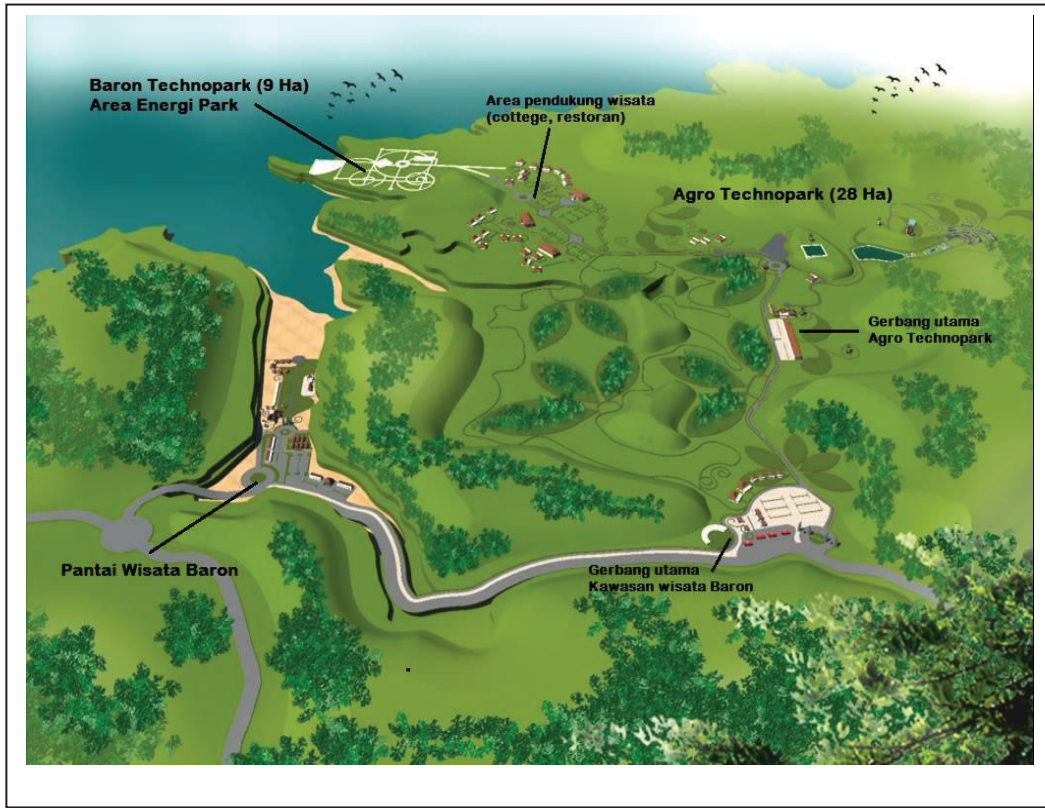 Baron Technopark (9 Ha)
Area Energi Park
Area pendukung wisata
(cottege, restoran)
Agro Technopark (28 Ha)
Gerbang utama
Agro Technopark
Pantai Wisata Baron
Gerbang utama
Kawasan wisata Baron